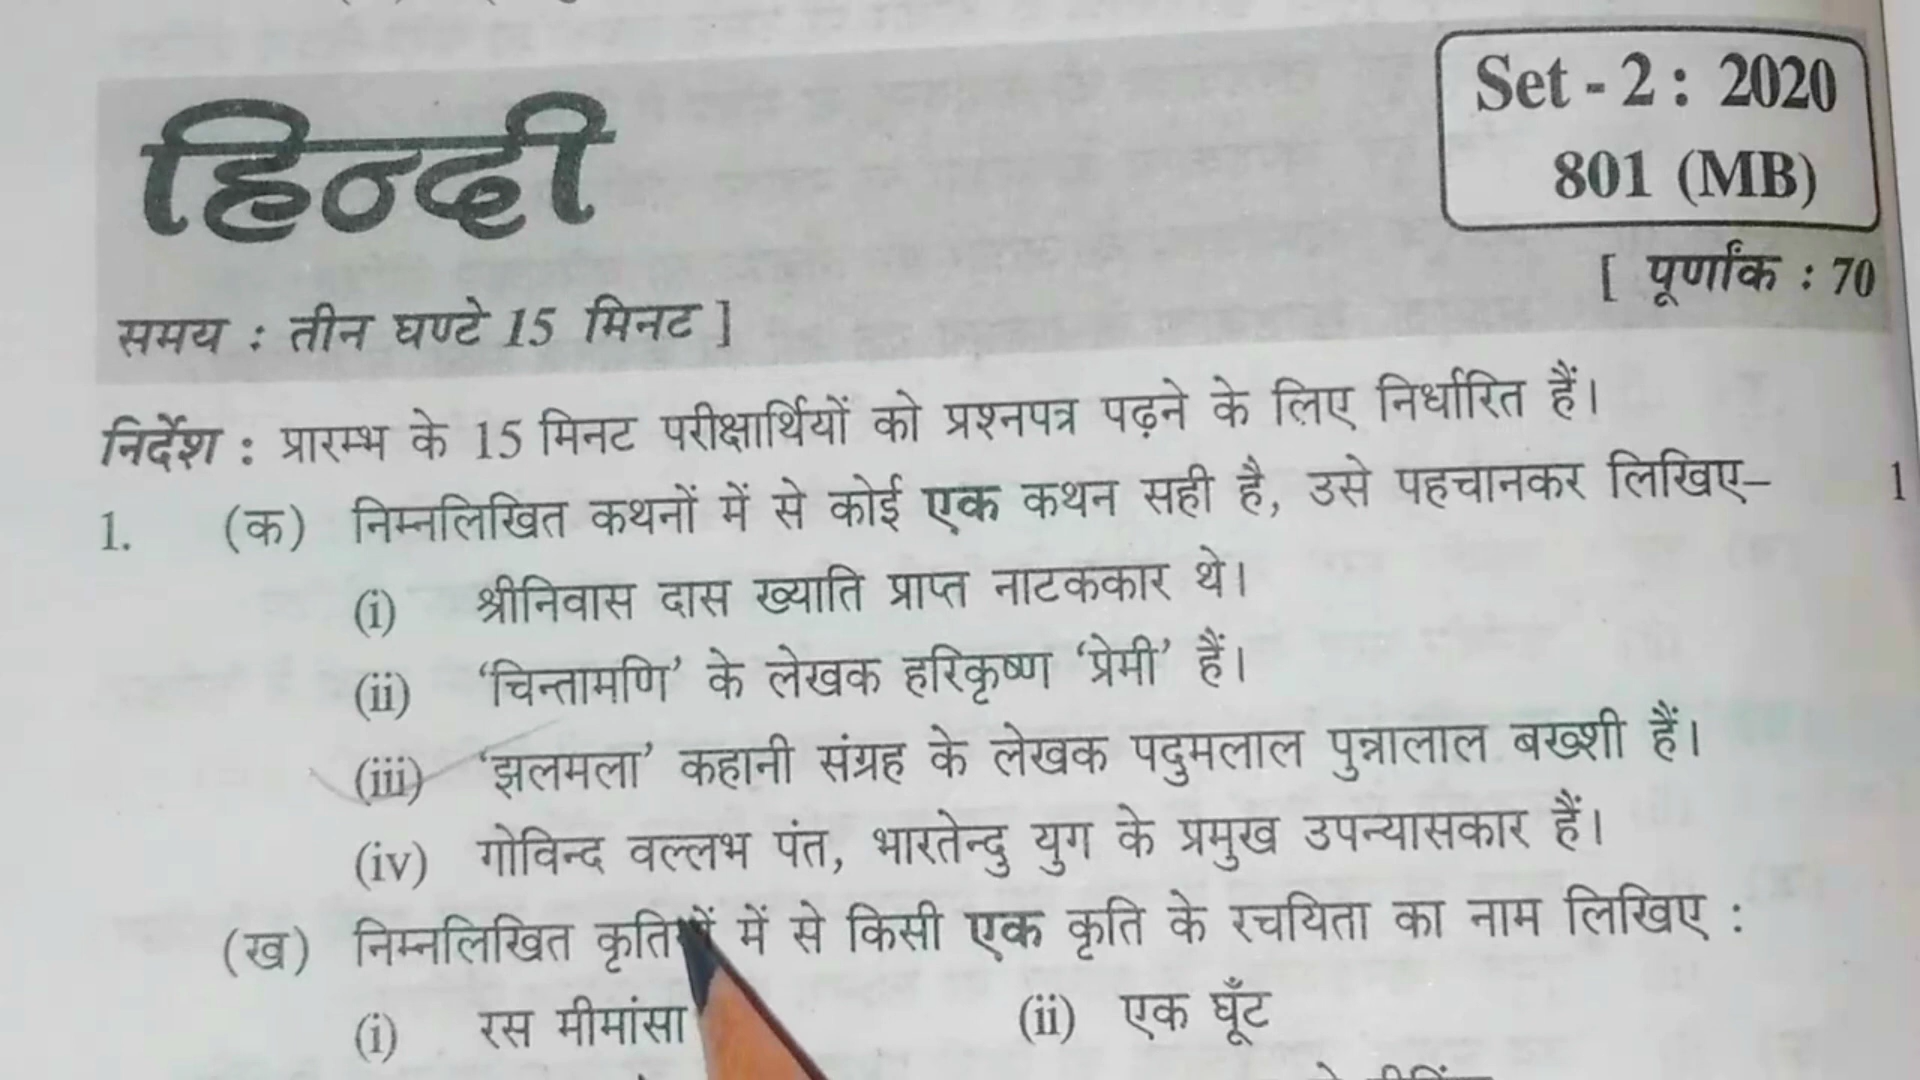 हिन्दी
Set - 2 : 2020
801 (MB)
[ पूर्णांक : 70
समय : तीन घण्टे 15 मिनट ]
निर्देश : प्रारम्भ के 15 मिनट परीक्षार्थियों को प्रश्नपत्र पढ़ने के लिए निर्धारित हैं।
1. (क) निम्नलिखित कथनों में से कोई एक कथन सही है, उसे पहचानकर लिखिए– 1
(i) श्रीनिवास दास ख्याति प्राप्त नाटककार थे।
(ii) ‘चिन्तामणि’ के लेखक हरिकृष्ण ‘प्रेमी’ हैं।
(iii) ‘झलमला’ कहानी संग्रह के लेखक पदुमलाल पुन्नालाल बख्शी हैं।
(iv) गोविन्द वल्लभ पंत, भारतेन्दु युग के प्रमुख उपन्यासकार हैं।
(ख) निम्नलिखित कृतियों में से किसी एक कृति के रचयिता का नाम लिखिए :
(i) रस मीमांसा (ii) एक घूँट